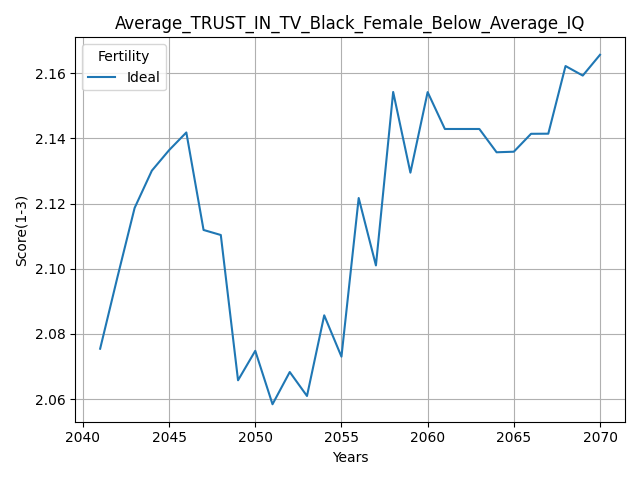 Average_TRUST_IN_TV_Black_Female_Below_Average_IQ
Fertility
Ideal
Score(1-3)
2.16
2.14
2.12
2.10
2.08
2.06
2040
2045
2050
2055
2060
2065
2070
Years